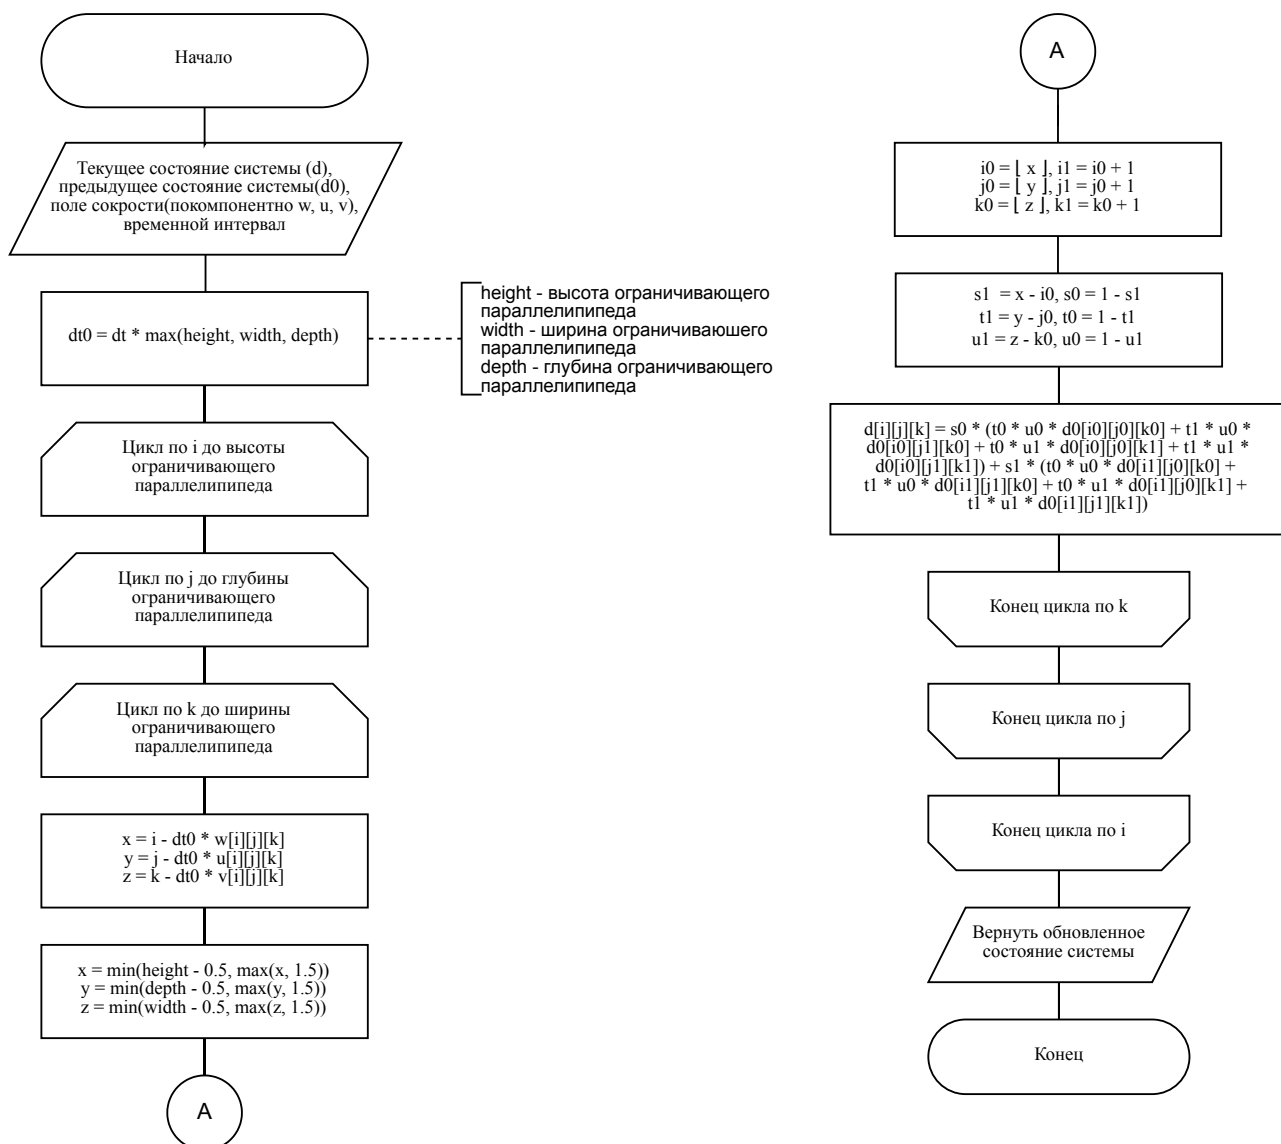 Начало
Текущее состояние системы (d),
предыдущее состояние системы(d0),
поле сокрости(покомпонентно w, u, v),
временной интервал
dt0 = dt * max(height, width, depth)
height - высота ограничивающего
параллелипипеда
width - ширина ограничиваюшего
параллелипипеда
depth - глубина ограничивающего
параллелипипеда
Цикл по i до высоты
ограничивающего
параллелипипеда
Цикл по j до глубины
ограничивающего
параллелипипеда
Цикл по k до ширины
ограничивающего
параллелипипеда
x = i - dt0 * w[i][j][k]
y = j - dt0 * u[i][j][k]
z = k - dt0 * v[i][j][k]
x = min(height - 0.5, max(x, 1.5))
y = min(depth - 0.5, max(y, 1.5))
z = min(width - 0.5, max(z, 1.5))
A
A
i0 = ⌊ x ⌋, i1 = i0 + 1
j0 = ⌊ y ⌋, j1 = j0 + 1
k0 = ⌊ z ⌋, k1 = k0 + 1
s1 = x - i0, s0 = 1 - s1
t1 = y - j0, t0 = 1 - t1
u1 = z - k0, u0 = 1 - u1
d[i][j][k] = s0 * (t0 * u0 * d0[i0][j0][k0] + t1 * u0 *
d0[i0][j1][k0] + t0 * u1 * d0[i0][j0][k1] + t1 * u1 *
d0[i0][j1][k1]) + s1 * (t0 * u0 * d0[i1][j0][k0] +
t1 * u0 * d0[i1][j1][k0] + t0 * u1 * d0[i1][j0][k1] +
t1 * u1 * d0[i1][j1][k1])
Конец цикла по k
Конец цикла по j
Конец цикла по i
Вернуть обновленное
состояние системы
Конец